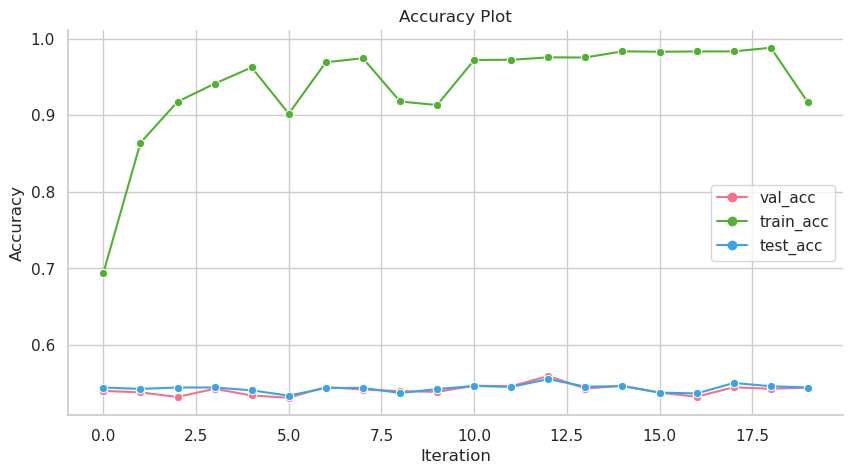 Accuracy Plot
1.0
0.9
0.8
0.7
0.6
Accuracy
val_acc
train_acc
test_acc
0.0 2.5 5.0 7.5 10.0 12.5 15.0 17.5
Iteration